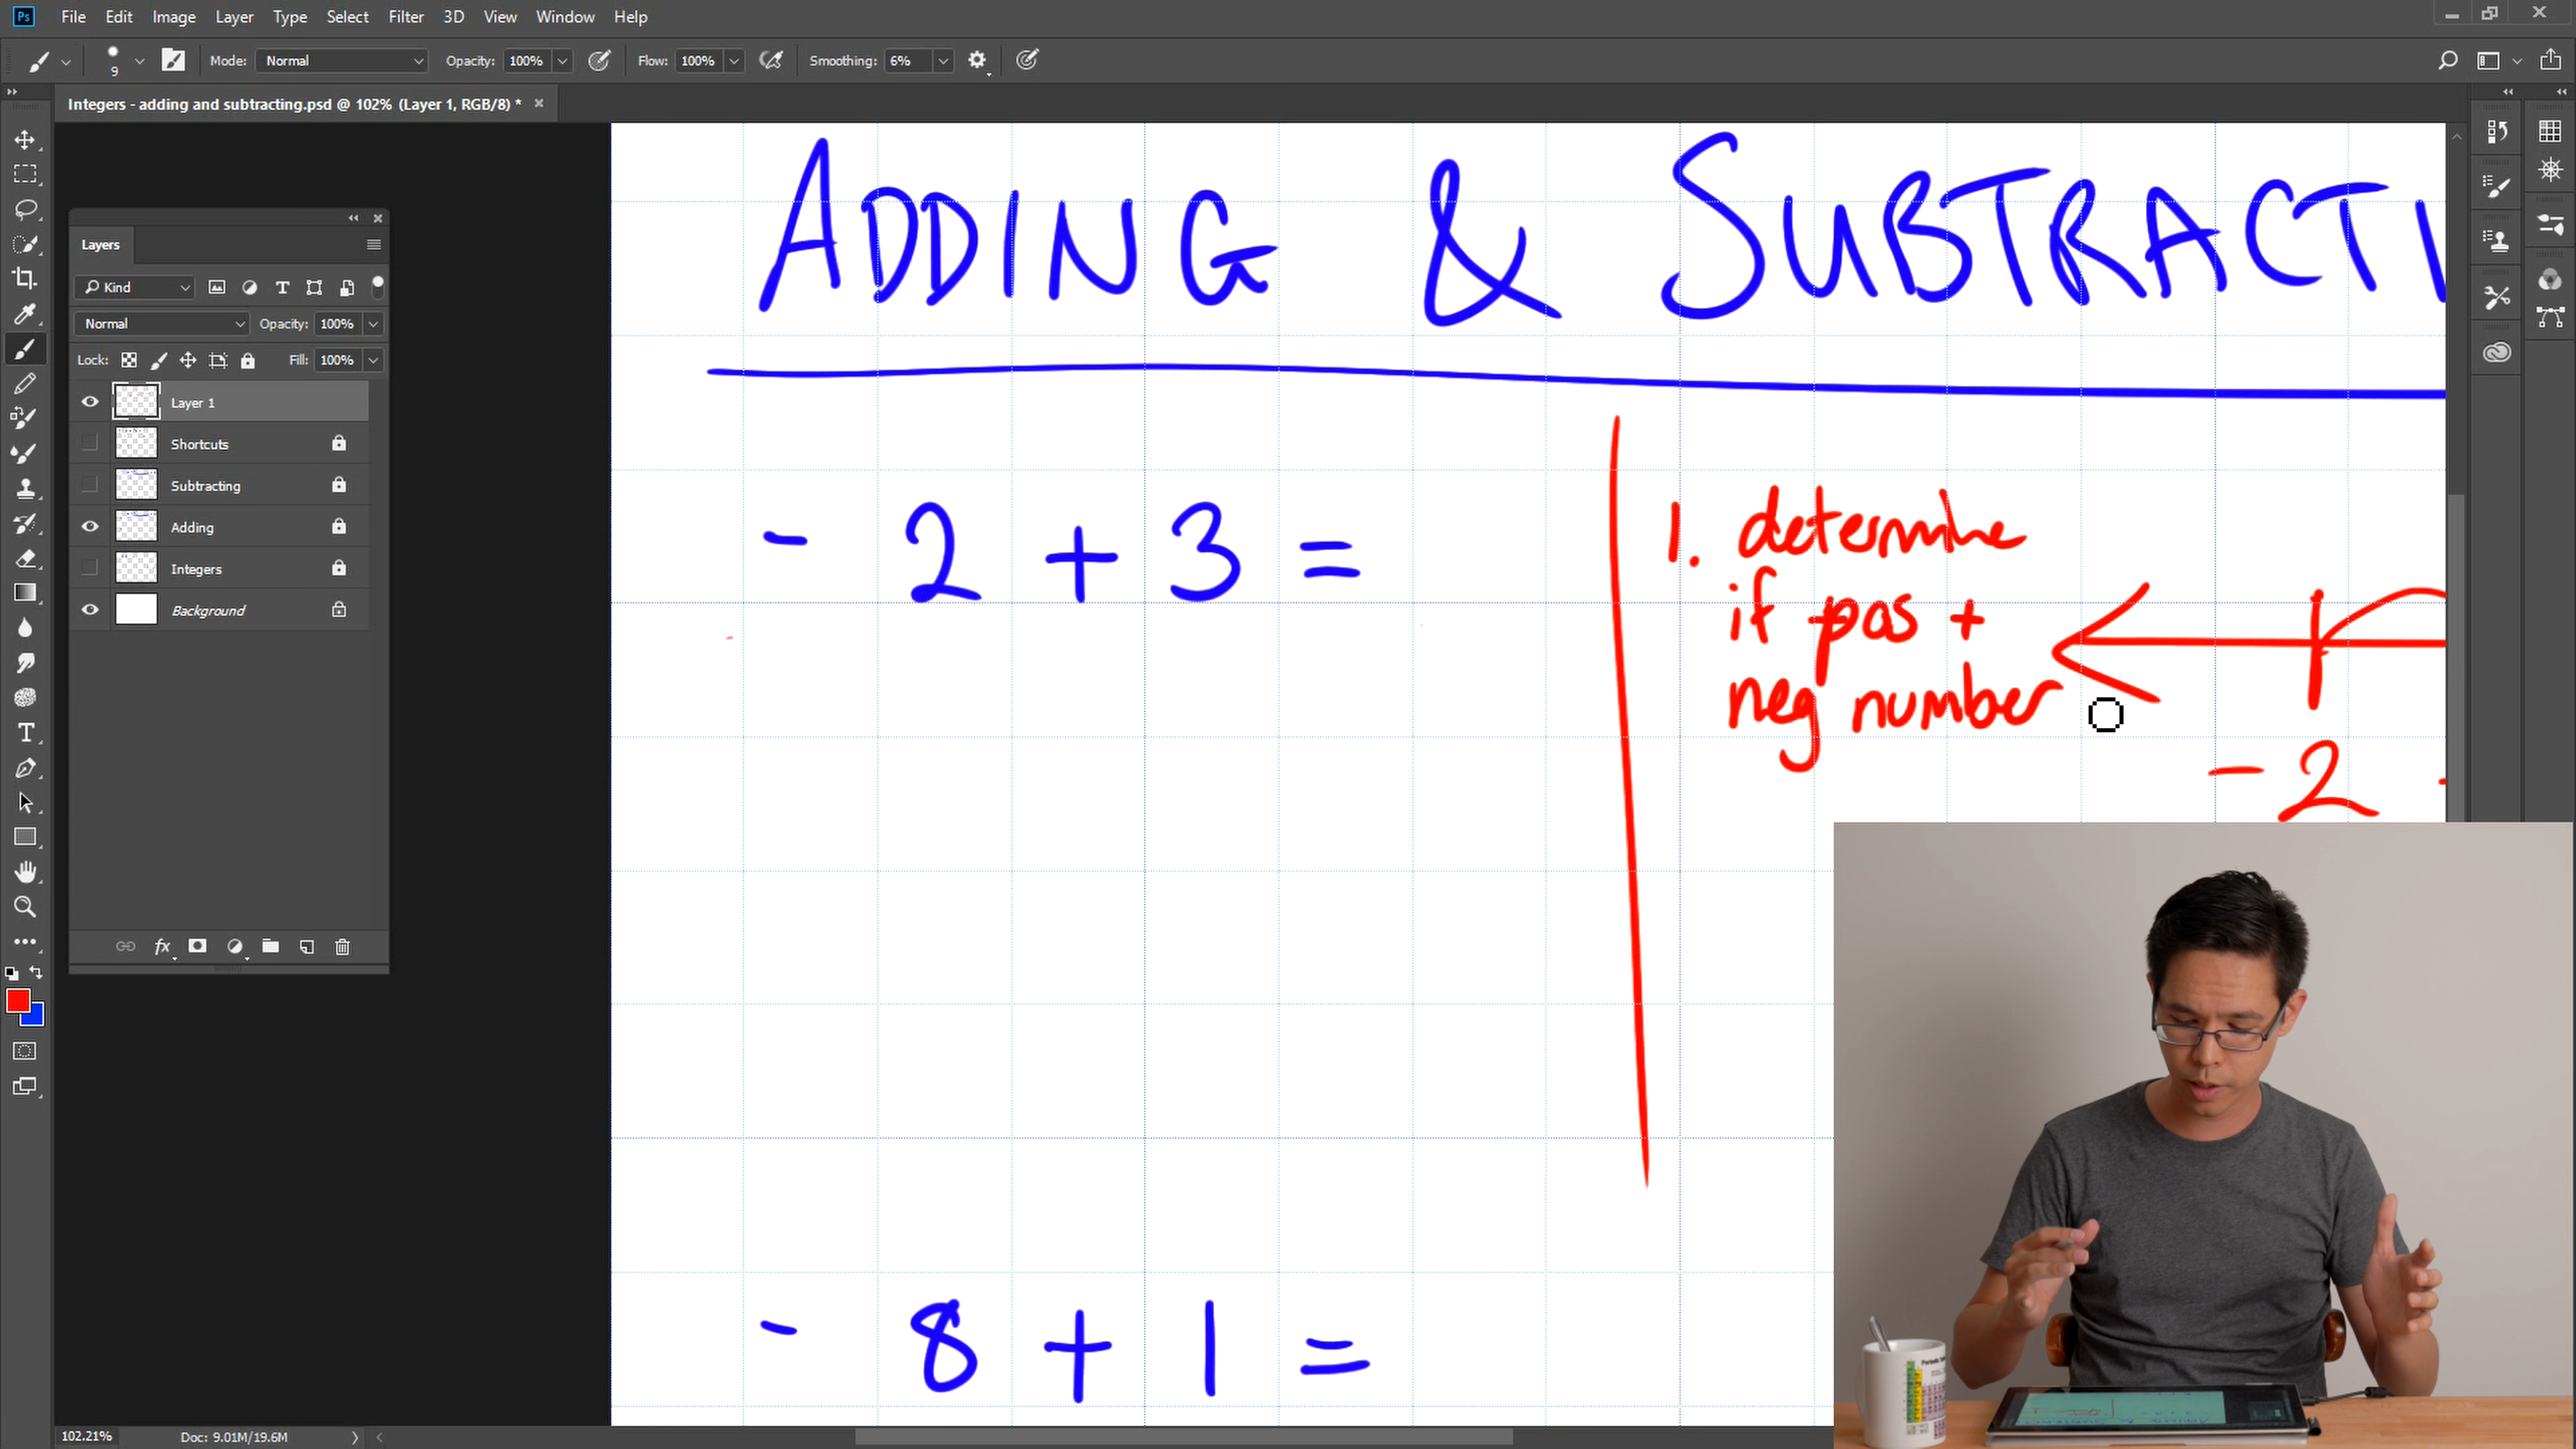 File Edit Image Layer Type Select Filter 3D View Window Help
9 Mode: Normal Opacity: 100% Flow: 100% Smoothing: 6%
Integers - adding and subtracting.psd @ 102% (Layer 1, RGB/8) *
ADDING & SUBTRACTI
Layers
Kind
Normal Opacity: 100%
Lock: Fill: 100%
Layer 1
Shortcuts
Subtracting
Adding
Integers
Background
- 2 + 3 =
1. determine
if pos +
neg number
-2
- 8 + 1 =
102.21% Doc: 9.01M/19.6M